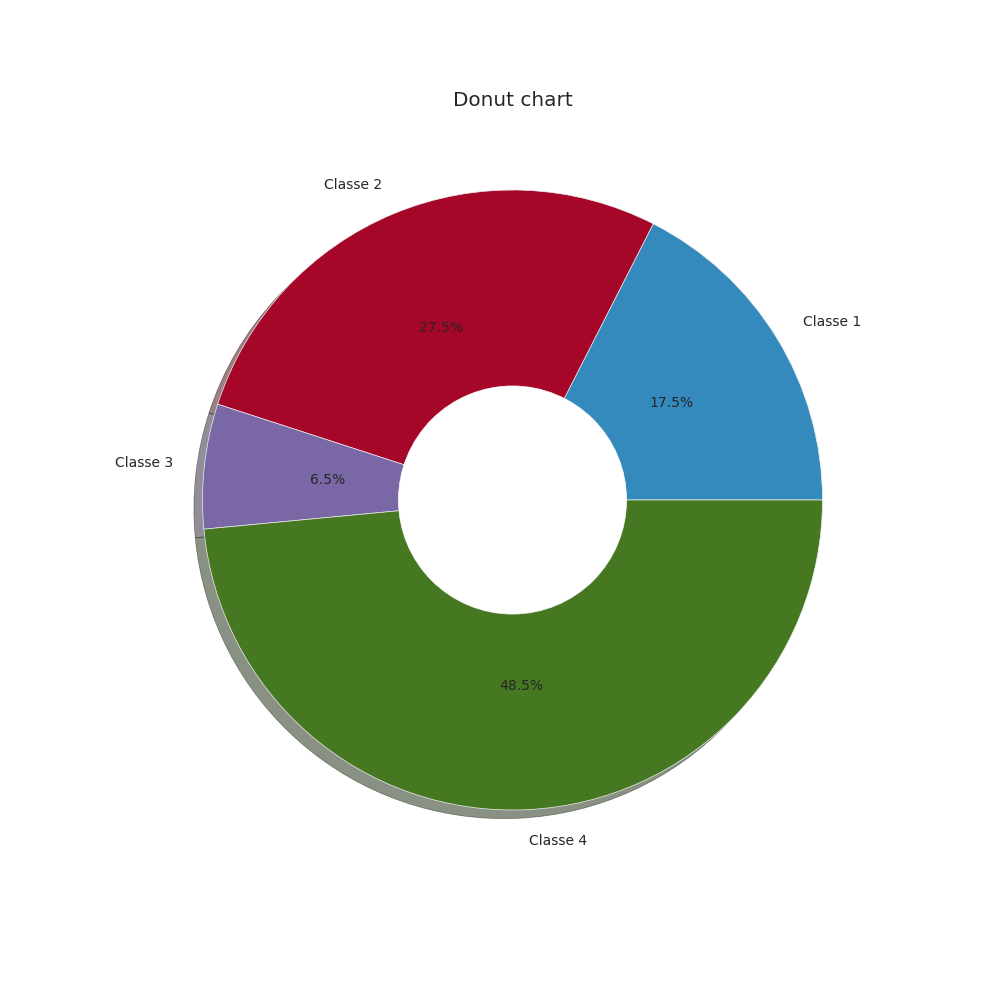 Donut chart
Classe 2
Classe 1
27.5%
17.5%
Classe 3
6.5%
48.5%
Classe 4